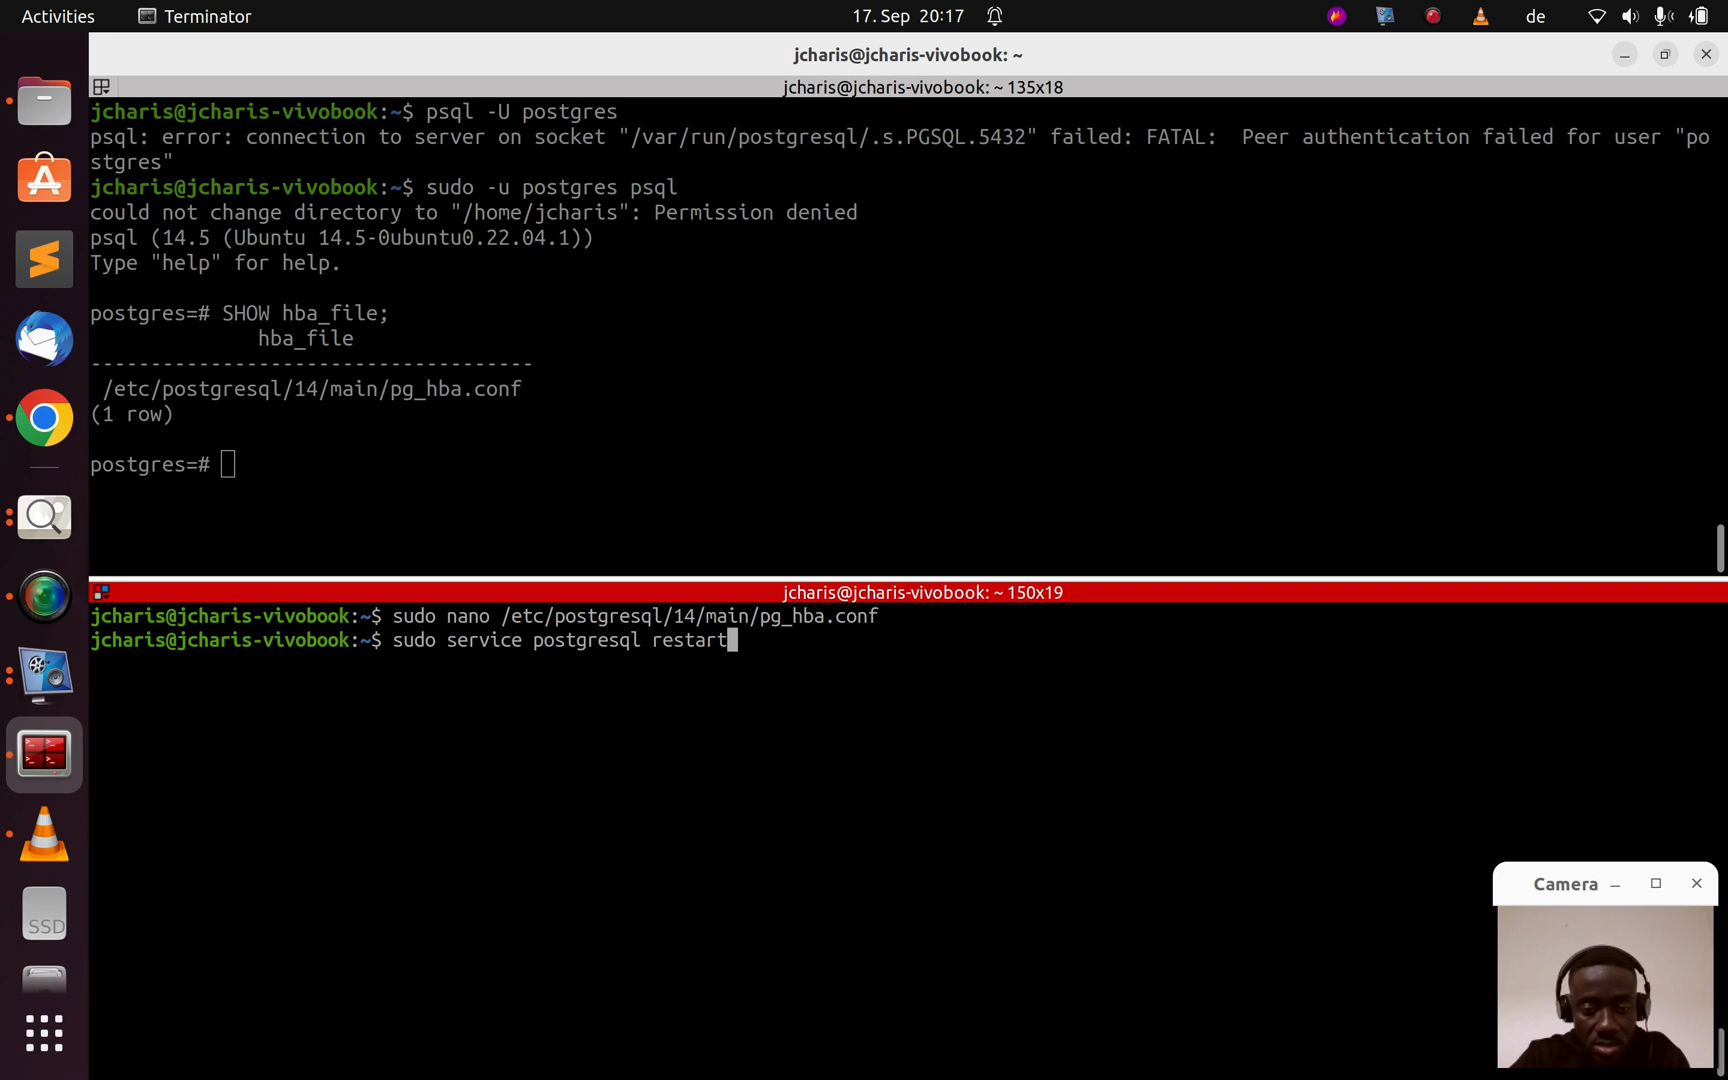 Activities
Terminator
17. Sep 20:17
de
jcharis@jcharis-vivobook: ~
jcharis@jcharis-vivobook: ~ 135x18
jcharis@jcharis-vivobook:~$ psql -U postgres
psql: error: connection to server on socket "/var/run/postgresql/.s.PGSQL.5432" failed: FATAL:  Peer authentication failed for user "po
stgres"
jcharis@jcharis-vivobook:~$ sudo -u postgres psql
could not change directory to "/home/jcharis": Permission denied
psql (14.5 (Ubuntu 14.5-0ubuntu0.22.04.1))
Type "help" for help.
postgres=# SHOW hba_file;
hba_file
-------------------------------------
/etc/postgresql/14/main/pg_hba.conf
(1 row)
postgres=#
jcharis@jcharis-vivobook: ~ 150x19
jcharis@jcharis-vivobook:~$ sudo nano /etc/postgresql/14/main/pg_hba.conf
jcharis@jcharis-vivobook:~$ sudo service postgresql restart
Camera
SSD